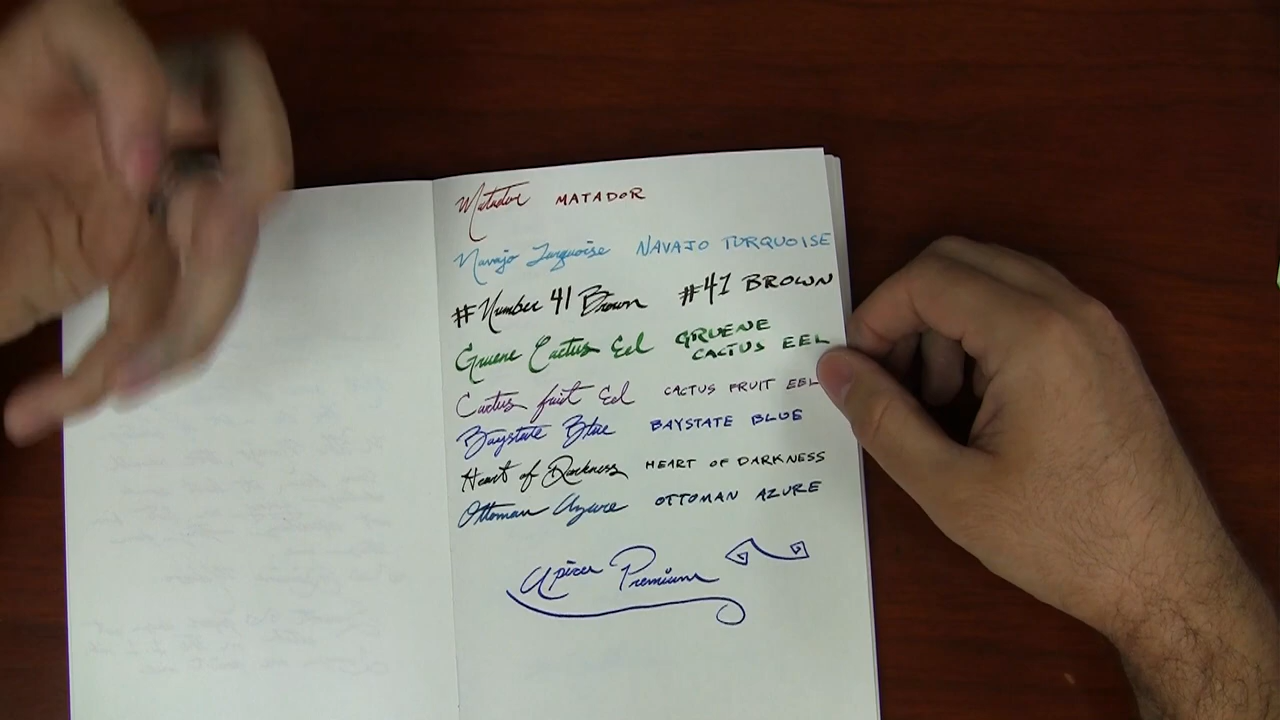 Matador MATADOR
Navajo Turquoise NAVAJO TURQUOISE
#Number 41 Brown #41 BROWN
Gruene Cactus Eel GRUENE CACTUS EEL
Cactus fruit Eel CACTUS FRUIT EEL
Baystate Blue BAYSTATE BLUE
Heart of Darkness HEART OF DARKNESS
Ottoman Azure OTTOMAN AZURE
Apica Premium